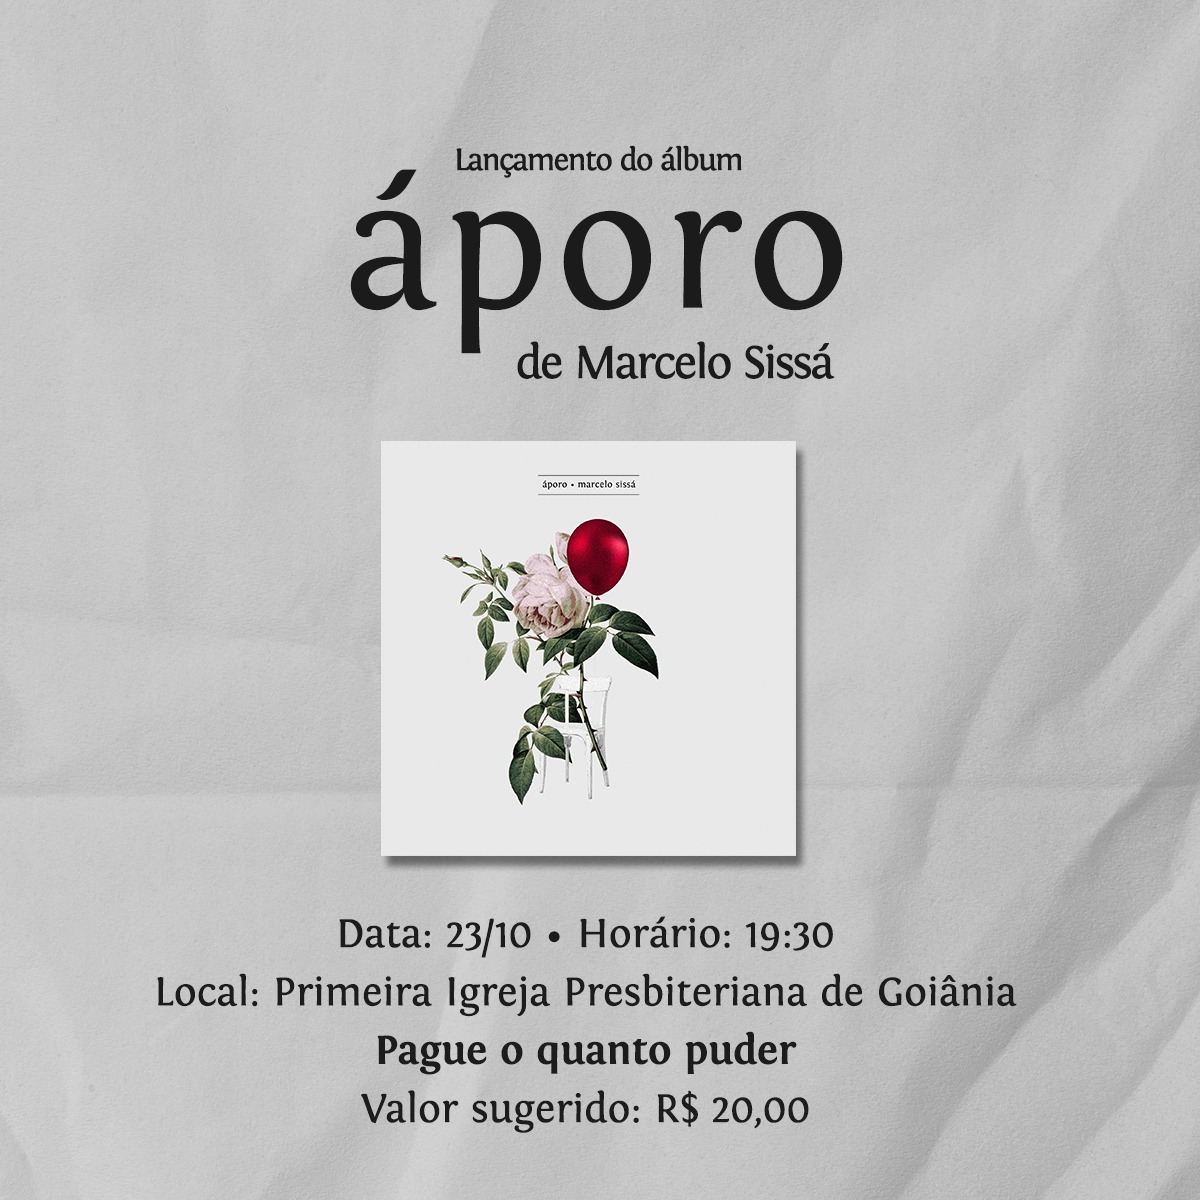 Lançamento do álbum
áporo
de Marcelo Sissá
áporo • marcelo sissá
Data: 23/10 • Horário: 19:30
Local: Primeira Igreja Presbiteriana de Goiânia
Pague o quanto puder
Valor sugerido: R$ 20,00